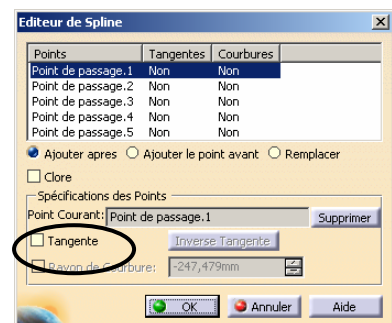 Editeur de Spline
Points Tangentes Courbures
Point de passage.1 Non Non
Point de passage.2 Non Non
Point de passage.3 Non Non
Point de passage.4 Non Non
Point de passage.5 Non Non
Ajouter apres Ajouter le point avant Remplacer
Clore
Spécifications des Points
Point Courant: Point de passage.1 Supprimer
Tangente Inverse Tangente
Rayon de Courbure: -247,479mm
OK Annuler Aide